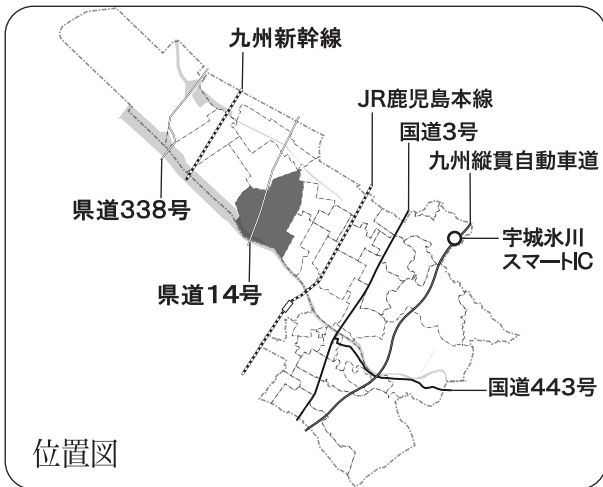 九州新幹線
JR鹿児島本線
国道3号
九州縦貫自動車道
県道338号
宇城氷川
スマートIC
県道14号
国道443号
位置図